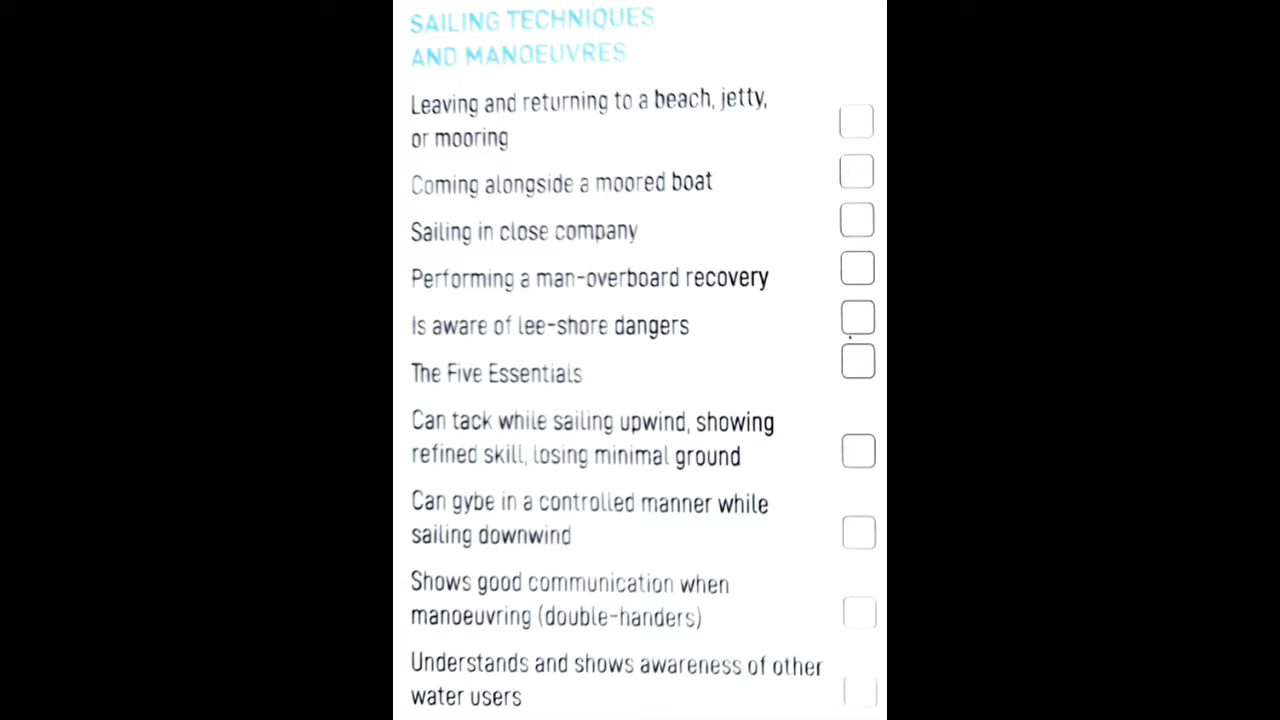 SAILING TECHNIQUES
AND MANOEUVRES
Leaving and returning to a beach, jetty,
or mooring
Coming alongside a moored boat
Sailing in close company
Performing a man-overboard recovery
Is aware of lee-shore dangers
The Five Essentials
Can tack while sailing upwind, showing
refined skill, losing minimal ground
Can gybe in a controlled manner while
sailing downwind
Shows good communication when
manoeuvring (double-handers)
Understands and shows awareness of other
water users